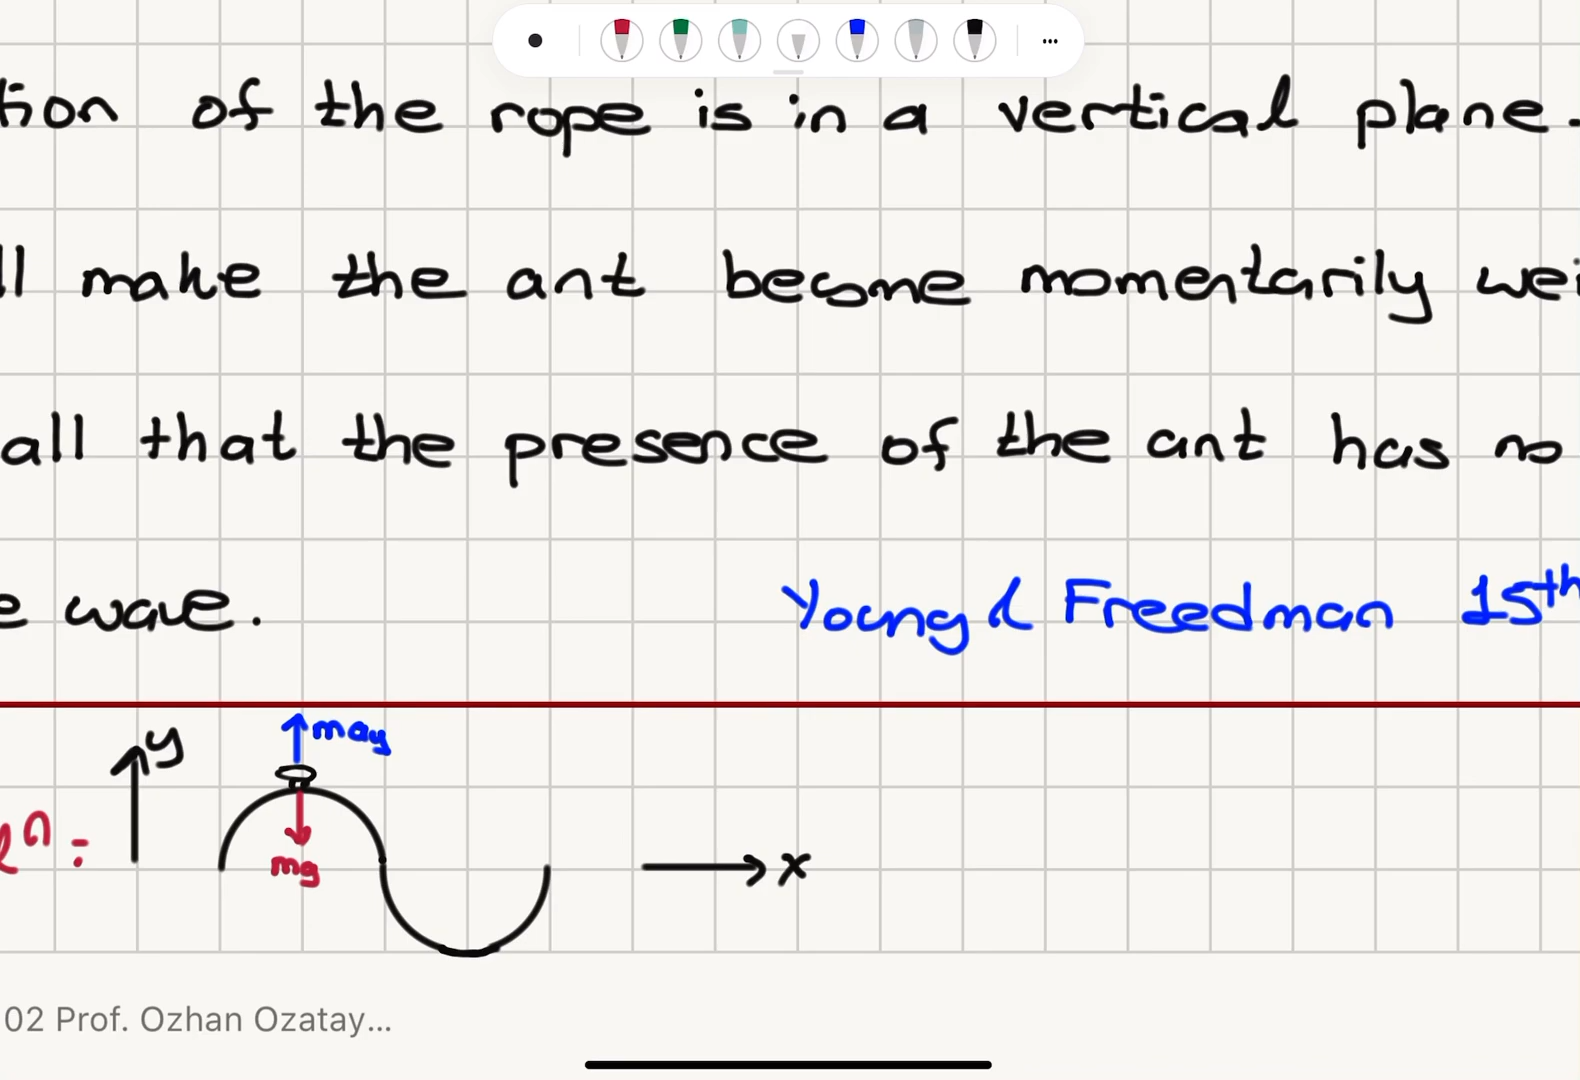 tion of the rope is in a vertical plane.
ll make the ant become momentarily wei
all that the presence of the ant has no
e wave.
Young & Freedman 15th
may
y
ln:
mg
x
02 Prof. Ozhan Ozatay...